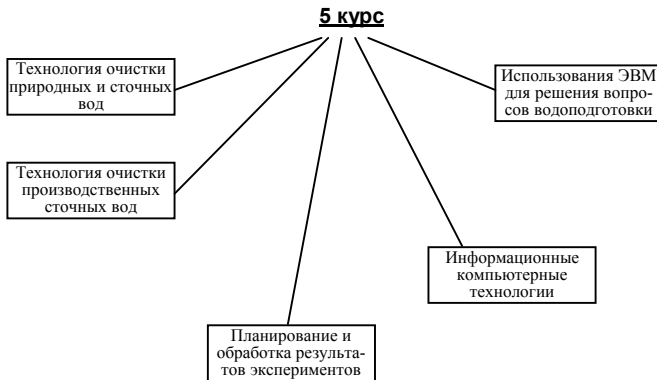 5 курс
Технология очистки
природных и сточных
вод
Использования ЭВМ
для решения вопро-
сов водоподготовки
Технология очистки
производственных
сточных вод
Информационные
компьютерные
технологии
Планирование и
обработка результа-
тов экспериментов